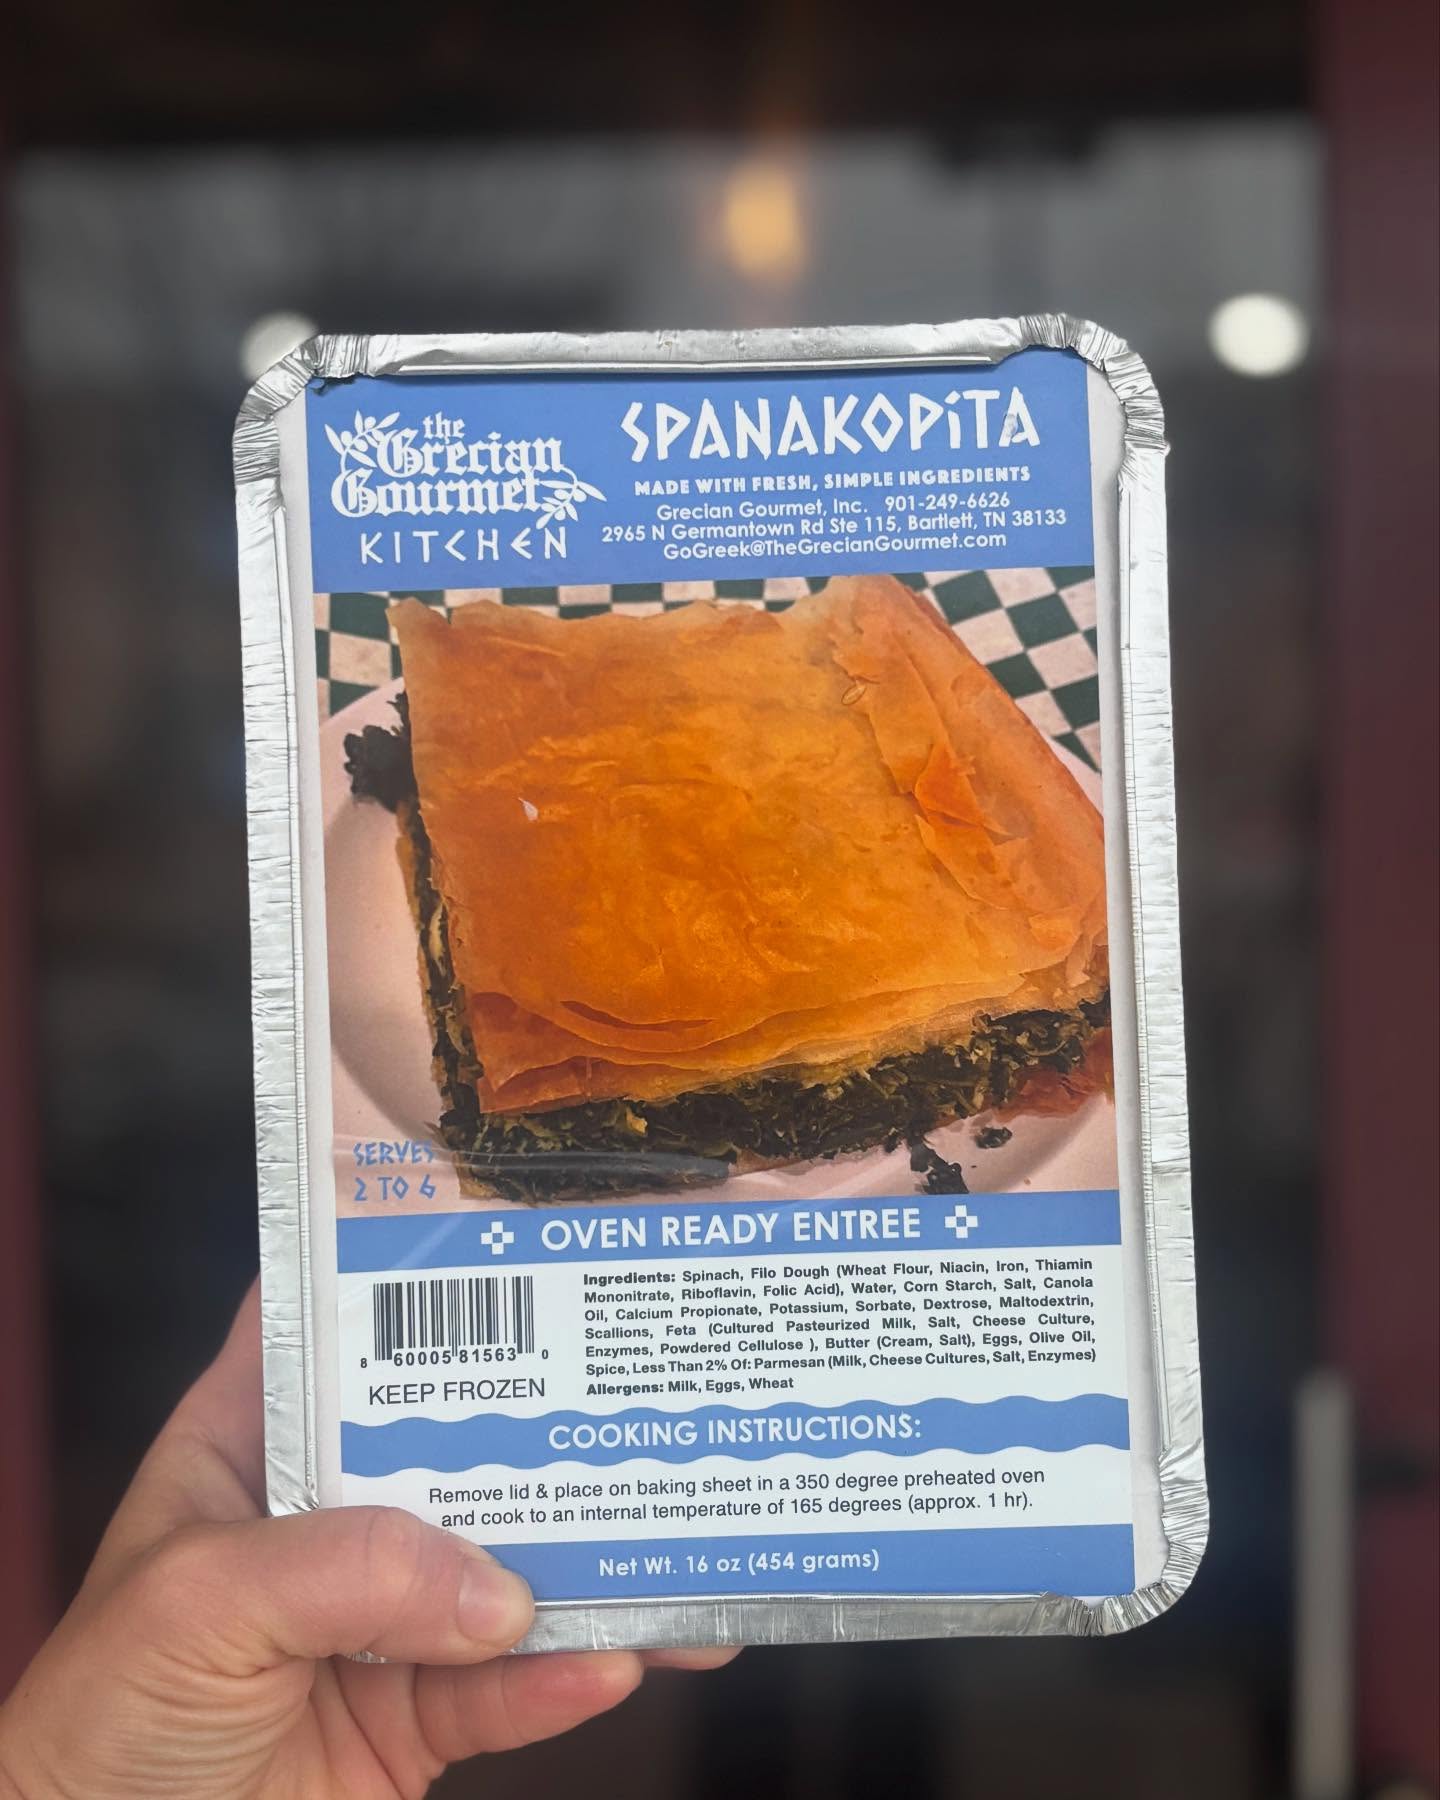 the
Grecian
Gourmet
KITCHEN
SPANAKOPiTA
MADE WITH FRESH, SIMPLE INGREDIENTS
Grecian Gourmet, Inc. 901-249-6626
2965 N Germantown Rd Ste 115, Bartlett, TN 38133
GoGreek@TheGrecianGourmet.com
SERVES
2 TO 6
OVEN READY ENTREE
8 60005 81563 0
KEEP FROZEN
Ingredients: Spinach, Filo Dough (Wheat Flour, Niacin, Iron, Thiamin
Mononitrate, Riboflavin, Folic Acid), Water, Corn Starch, Salt, Canola
Oil, Calcium Propionate, Potassium, Sorbate, Dextrose, Maltodextrin,
Scallions, Feta (Cultured Pasteurized Milk, Salt, Cheese Culture,
Enzymes, Powdered Cellulose ), Butter (Cream, Salt), Eggs, Olive Oil,
Spice, Less Than 2% Of: Parmesan (Milk, Cheese Cultures, Salt, Enzymes)
Allergens: Milk, Eggs, Wheat
COOKING INSTRUCTIONS:
Remove lid & place on baking sheet in a 350 degree preheated oven
and cook to an internal temperature of 165 degrees (approx. 1 hr).
Net Wt. 16 oz (454 grams)